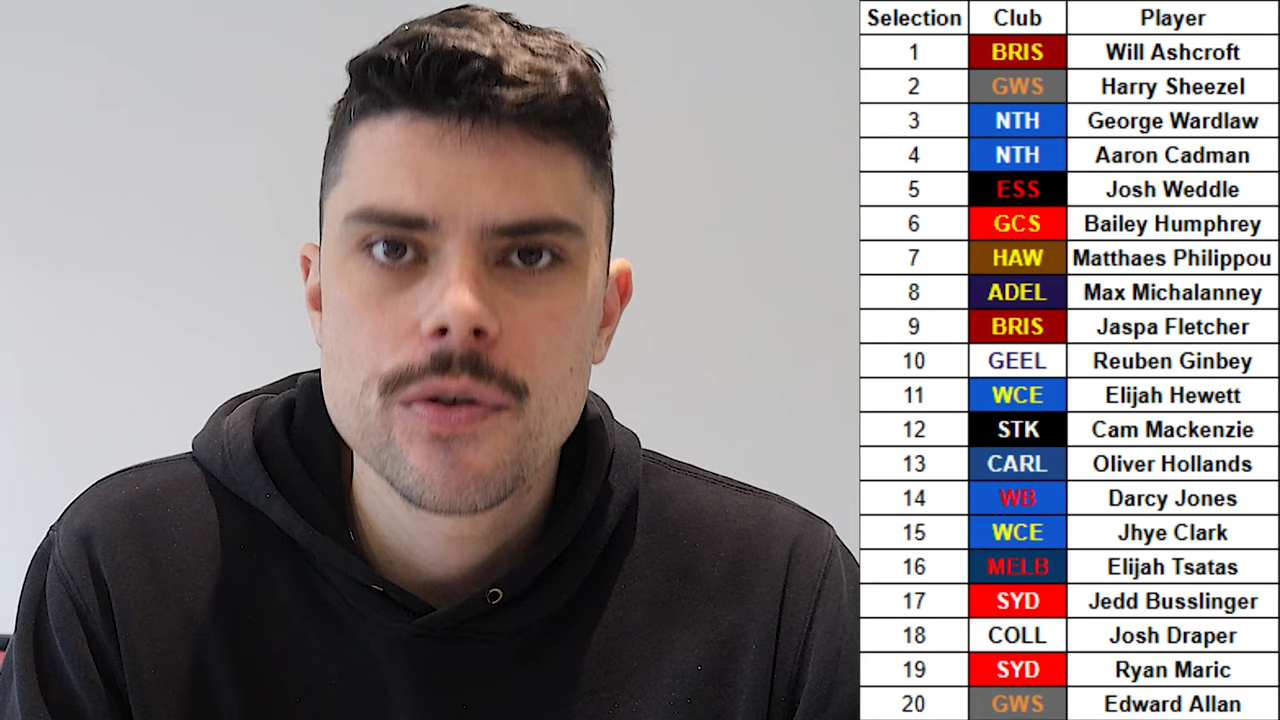 Selection Club Player
1 BRIS Will Ashcroft
2 GWS Harry Sheezel
3 NTH George Wardlaw
4 NTH Aaron Cadman
5 ESS Josh Weddle
6 GCS Bailey Humphrey
7 HAW Matthaes Philippou
8 ADEL Max Michalanney
9 BRIS Jaspa Fletcher
10 GEEL Reuben Ginbey
11 WCE Elijah Hewett
12 STK Cam Mackenzie
13 CARL Oliver Hollands
14 WB Darcy Jones
15 WCE Jhye Clark
16 MELB Elijah Tsatas
17 SYD Jedd Busslinger
18 COLL Josh Draper
19 SYD Ryan Maric
20 GWS Edward Allan